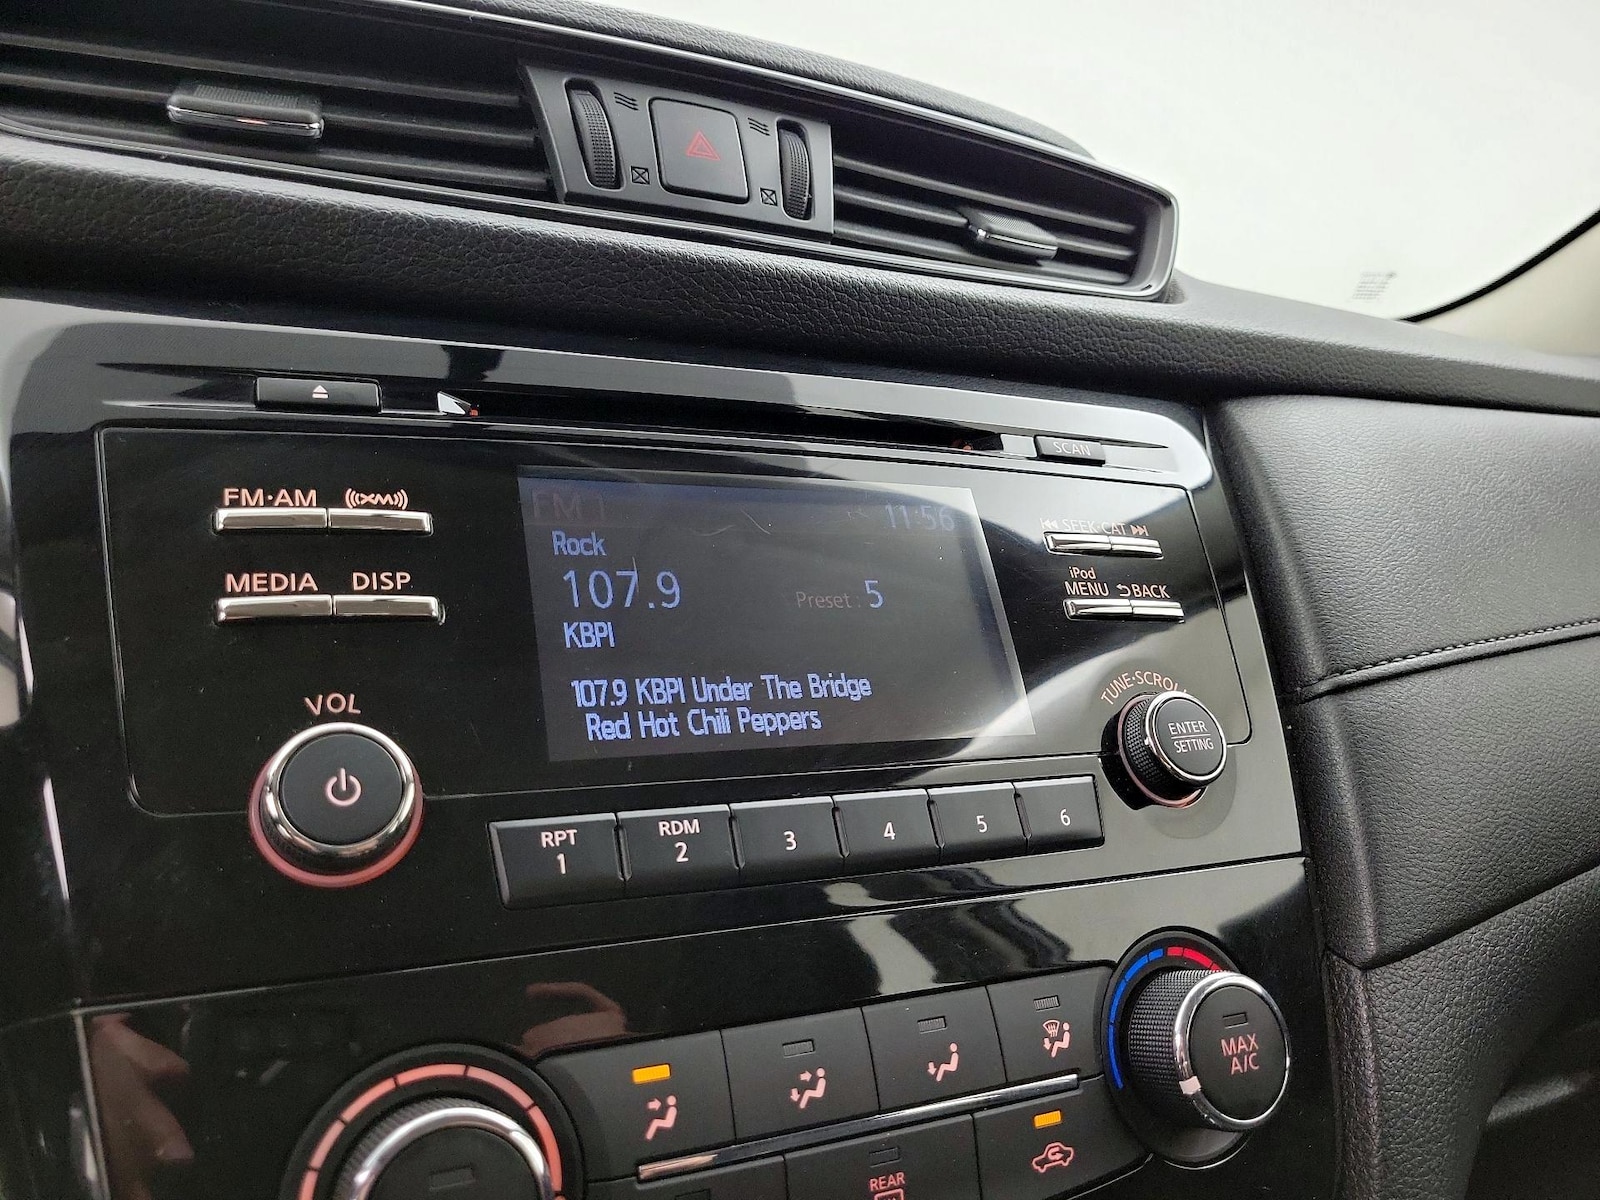 SCAN
FM·AM
((XM))
MEDIA DISP
VOL
FM 1 11:56
Rock
107.9 Preset : 5
KBPI
107.9 KBPI Under The Bridge
Red Hot Chili Peppers
SEEK·CAT
iPod
MENU BACK
TUNE·SCROLL
ENTER
SETTING
RPT
1
RDM
2
3
4
5
6
MAX
A/C
REAR